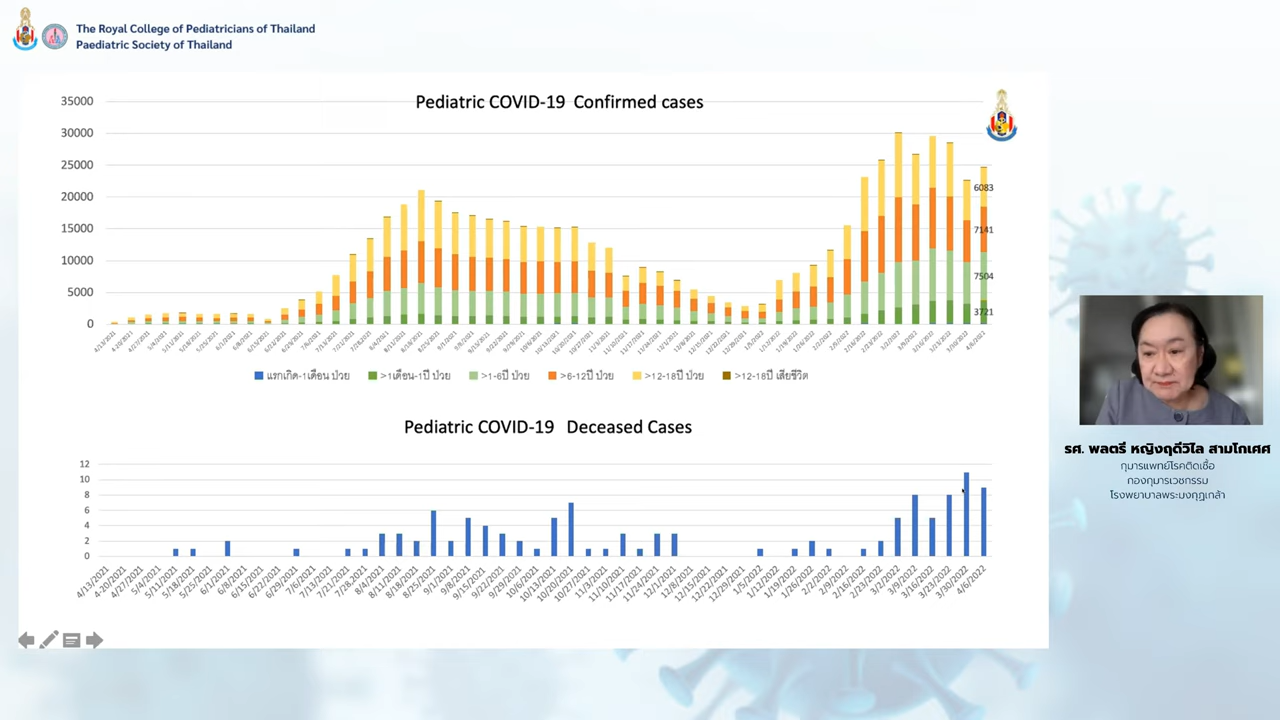 The Royal College of Pediatricians of Thailand
Paediatric Society of Thailand
Pediatric COVID-19 Confirmed cases
35000
30000
25000
20000
15000
10000
5000
0
6083
7141
7504
3721
แรกเกิด-1เดือน ป่วย >1เดือน-1ปี ป่วย >1-6ปี ป่วย >6-12ปี ป่วย >12-18ปี ป่วย >12-18ปี เสียชีวิต
Pediatric COVID-19 Deceased Cases
12
10
8
6
4
2
0
4/13/2021 4/20/2021 4/27/2021 5/4/2021 5/11/2021 5/18/2021 5/25/2021 6/1/2021 6/8/2021 6/15/2021 6/22/2021 6/29/2021 7/6/2021 7/13/2021 7/21/2021 7/28/2021 8/4/2021 8/11/2021 8/18/2021 8/25/2021 9/1/2021 9/8/2021 9/15/2021 9/22/2021 9/29/2021 10/6/2021 10/13/2021 10/20/2021 10/27/2021 11/3/2021 11/10/2021 11/17/2021 11/24/2021 12/1/2021 12/8/2021 12/15/2021 12/22/2021 12/29/2021 1/5/2022 1/12/2022 1/19/2022 1/26/2022 2/2/2022 2/9/2022 2/16/2022 2/23/2022 3/2/2022 3/9/2022 3/16/2022 3/23/2022 3/30/2022 4/6/2022
รศ. พลตรี หญิงฤดีวิไล สามโกเศศ
กุมารแพทย์โรคติดเชื้อ
กองกุมารเวชกรรม
โรงพยาบาลพระมงกุฎเกล้า